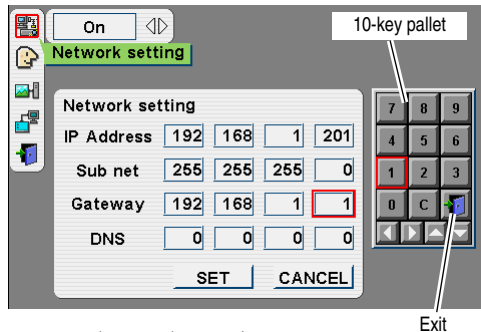 On
10-key pallet
Network setting
Network setting
IP Address 192 168 1 201
Sub net 255 255 255 0
Gateway 192 168 1 1
DNS 0 0 0 0
SET CANCEL
7 8 9
4 5 6
1 2 3
0 C
Exit